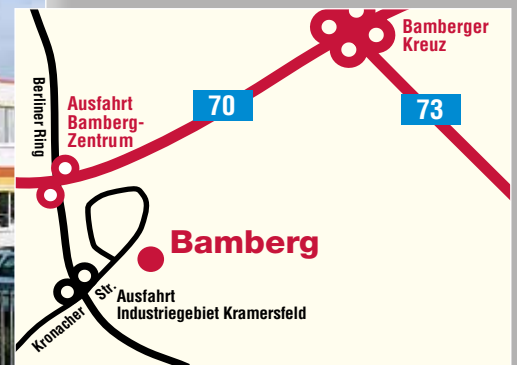 Bamberger
Kreuz
70
73
Berliner Ring
Ausfahrt
Bamberg-
Zentrum
Bamberg
Kronacher Str.
Ausfahrt
Industriegebiet Kramersfeld